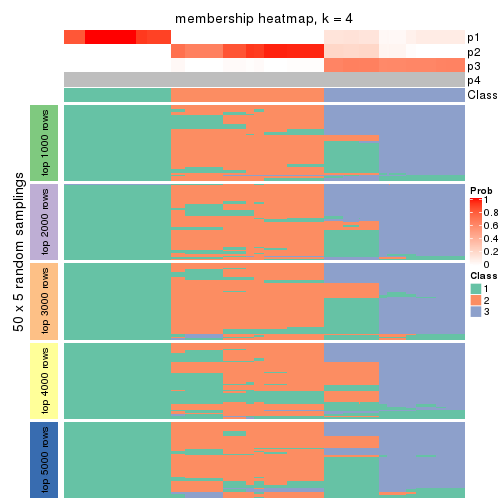 membership heatmap, k = 4
p1
p2
p3
p4
Class
50 x 5 random samplings
top 1000 rows
top 2000 rows
top 3000 rows
top 4000 rows
top 5000 rows
Prob
1
0.8
0.6
0.4
0.2
0
Class
1
2
3